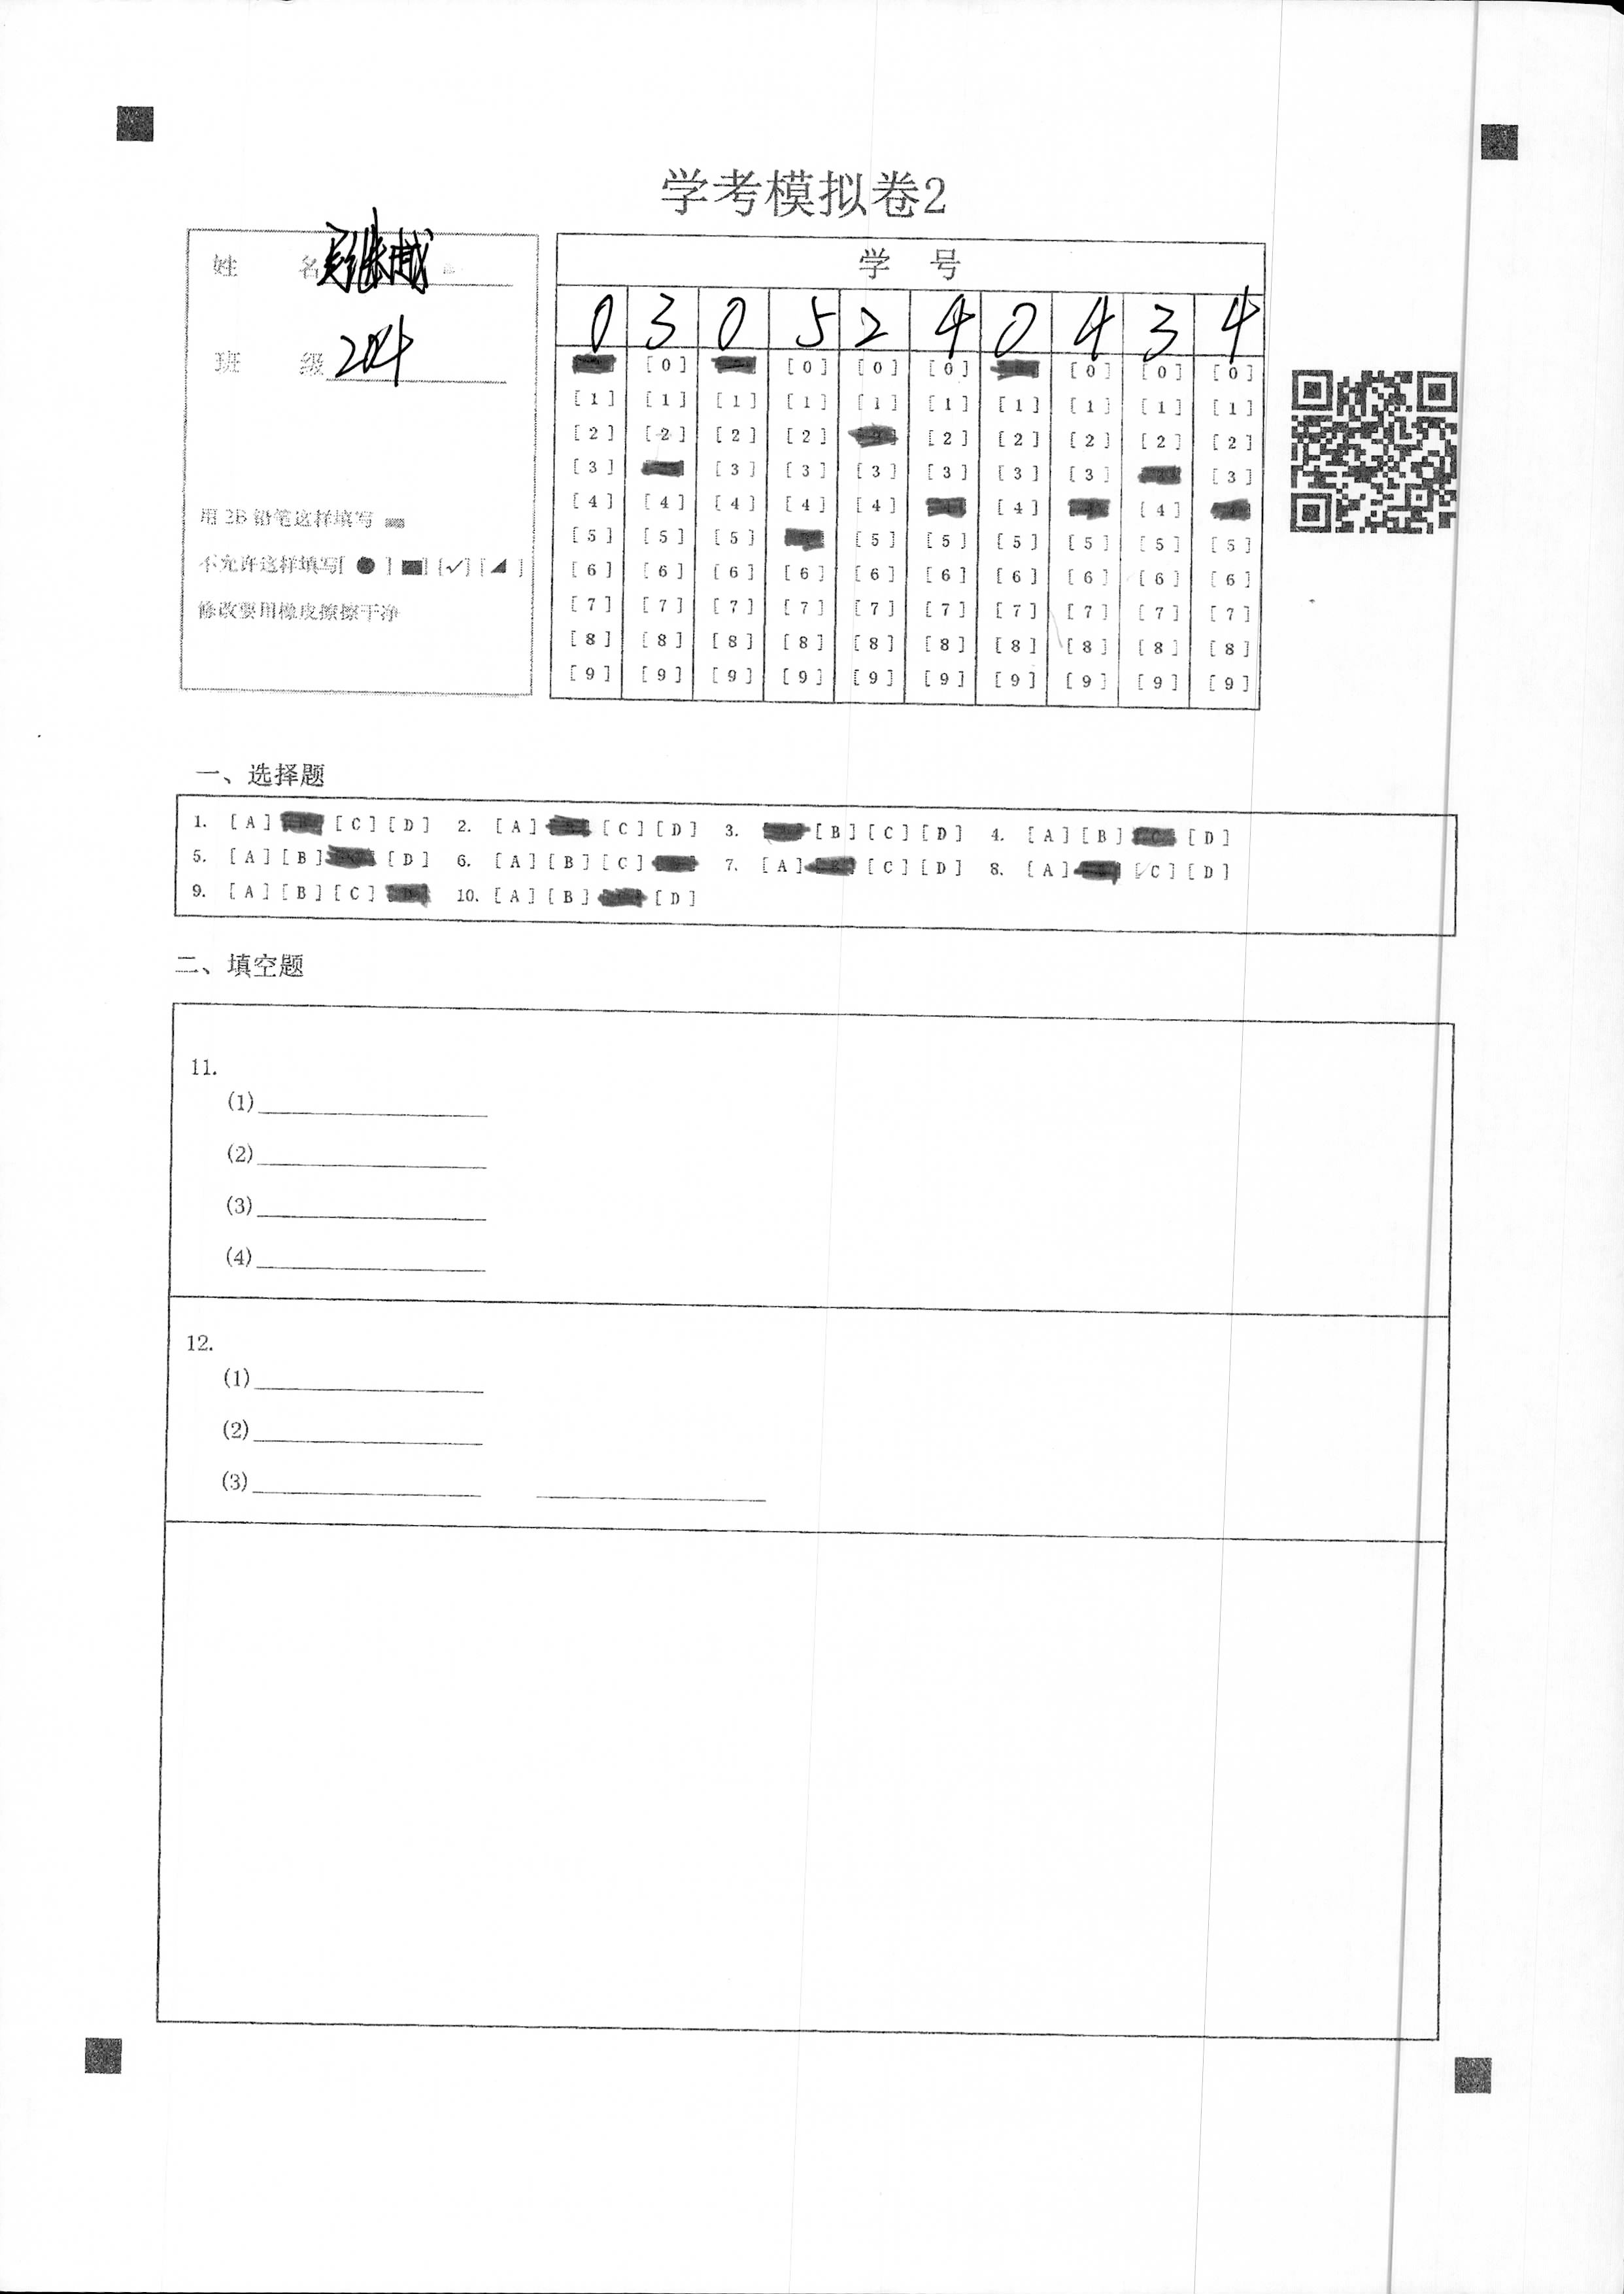 学考模拟卷2
姓 名
班 级 204
用 2B 铅笔这样填写
不允许这样填写[ ● ] ■] [✓] [◢ ]
修改要用橡皮擦擦干净
学 号
0 3 0 5 2 4 0 4 3 4
[0] [0] [0] [0] [0] [0] [0]
[1] [1] [1] [1] [1] [1] [1] [1] [1] [1]
[2] [2] [2] [2] [2] [2] [2] [2] [2]
[3] [3] [3] [3] [3] [3] [3] [3]
[4] [4] [4] [4] [4] [4] [4]
[5] [5] [5] [5] [5] [5] [5] [5] [5]
[6] [6] [6] [6] [6] [6] [6] [6] [6] [6]
[7] [7] [7] [7] [7] [7] [7] [7] [7] [7]
[8] [8] [8] [8] [8] [8] [8] [8] [8] [8]
[9] [9] [9] [9] [9] [9] [9] [9] [9] [9]
一、选择题
1. [A] [C] [D] 2. [A] [C] [D] 3. [B] [C] [D] 4. [A] [B] [D]
5. [A] [B] [D] 6. [A] [B] [C] 7. [A] [C] [D] 8. [A] [C] [D]
9. [A] [B] [C] 10. [A] [B] [D]
二、填空题
11.
(1)
(2)
(3)
(4)
12.
(1)
(2)
(3)